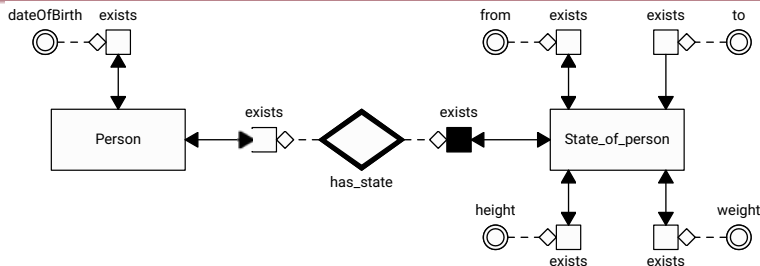 dateOfBirth exists from exists exists to
exists exists
Person State_of_person
has_state
height weight
exists exists